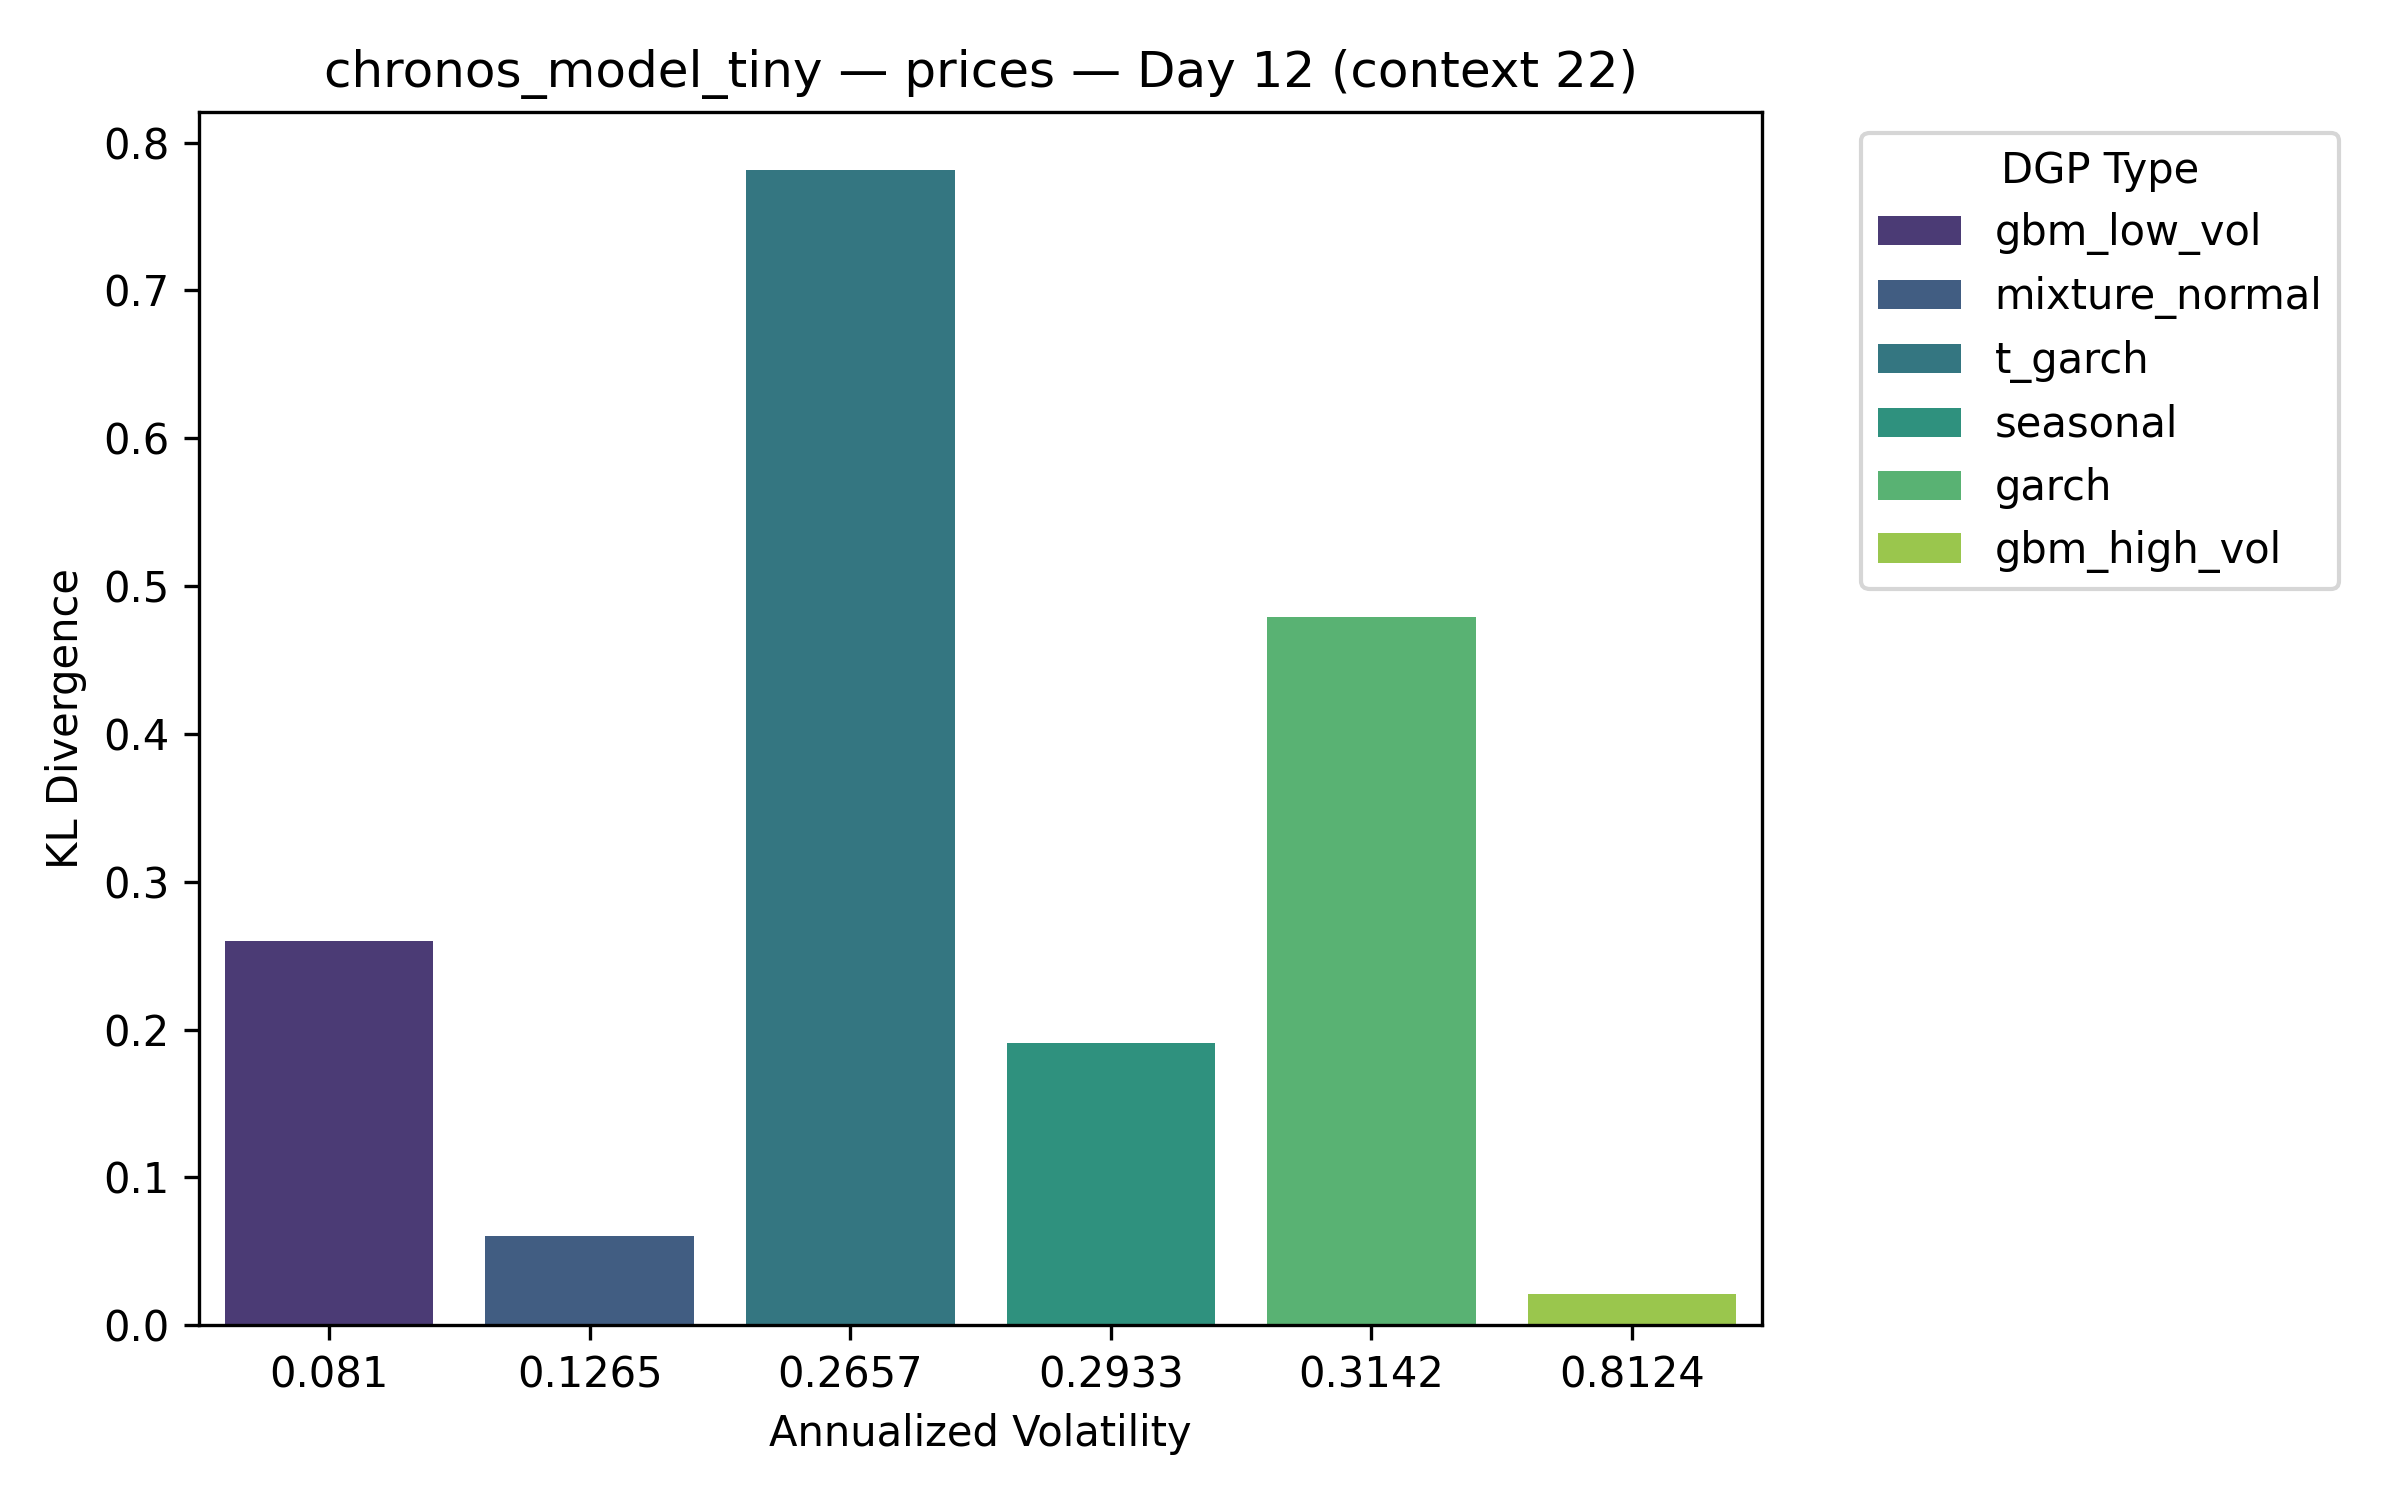 chronos_model_tiny — prices — Day 12 (context 22)
KL Divergence
0.8
0.7
0.6
0.5
0.4
0.3
0.2
0.1
0.0
0.081
0.1265
0.2657
0.2933
0.3142
0.8124
Annualized Volatility
DGP Type
gbm_low_vol
mixture_normal
t_garch
seasonal
garch
gbm_high_vol